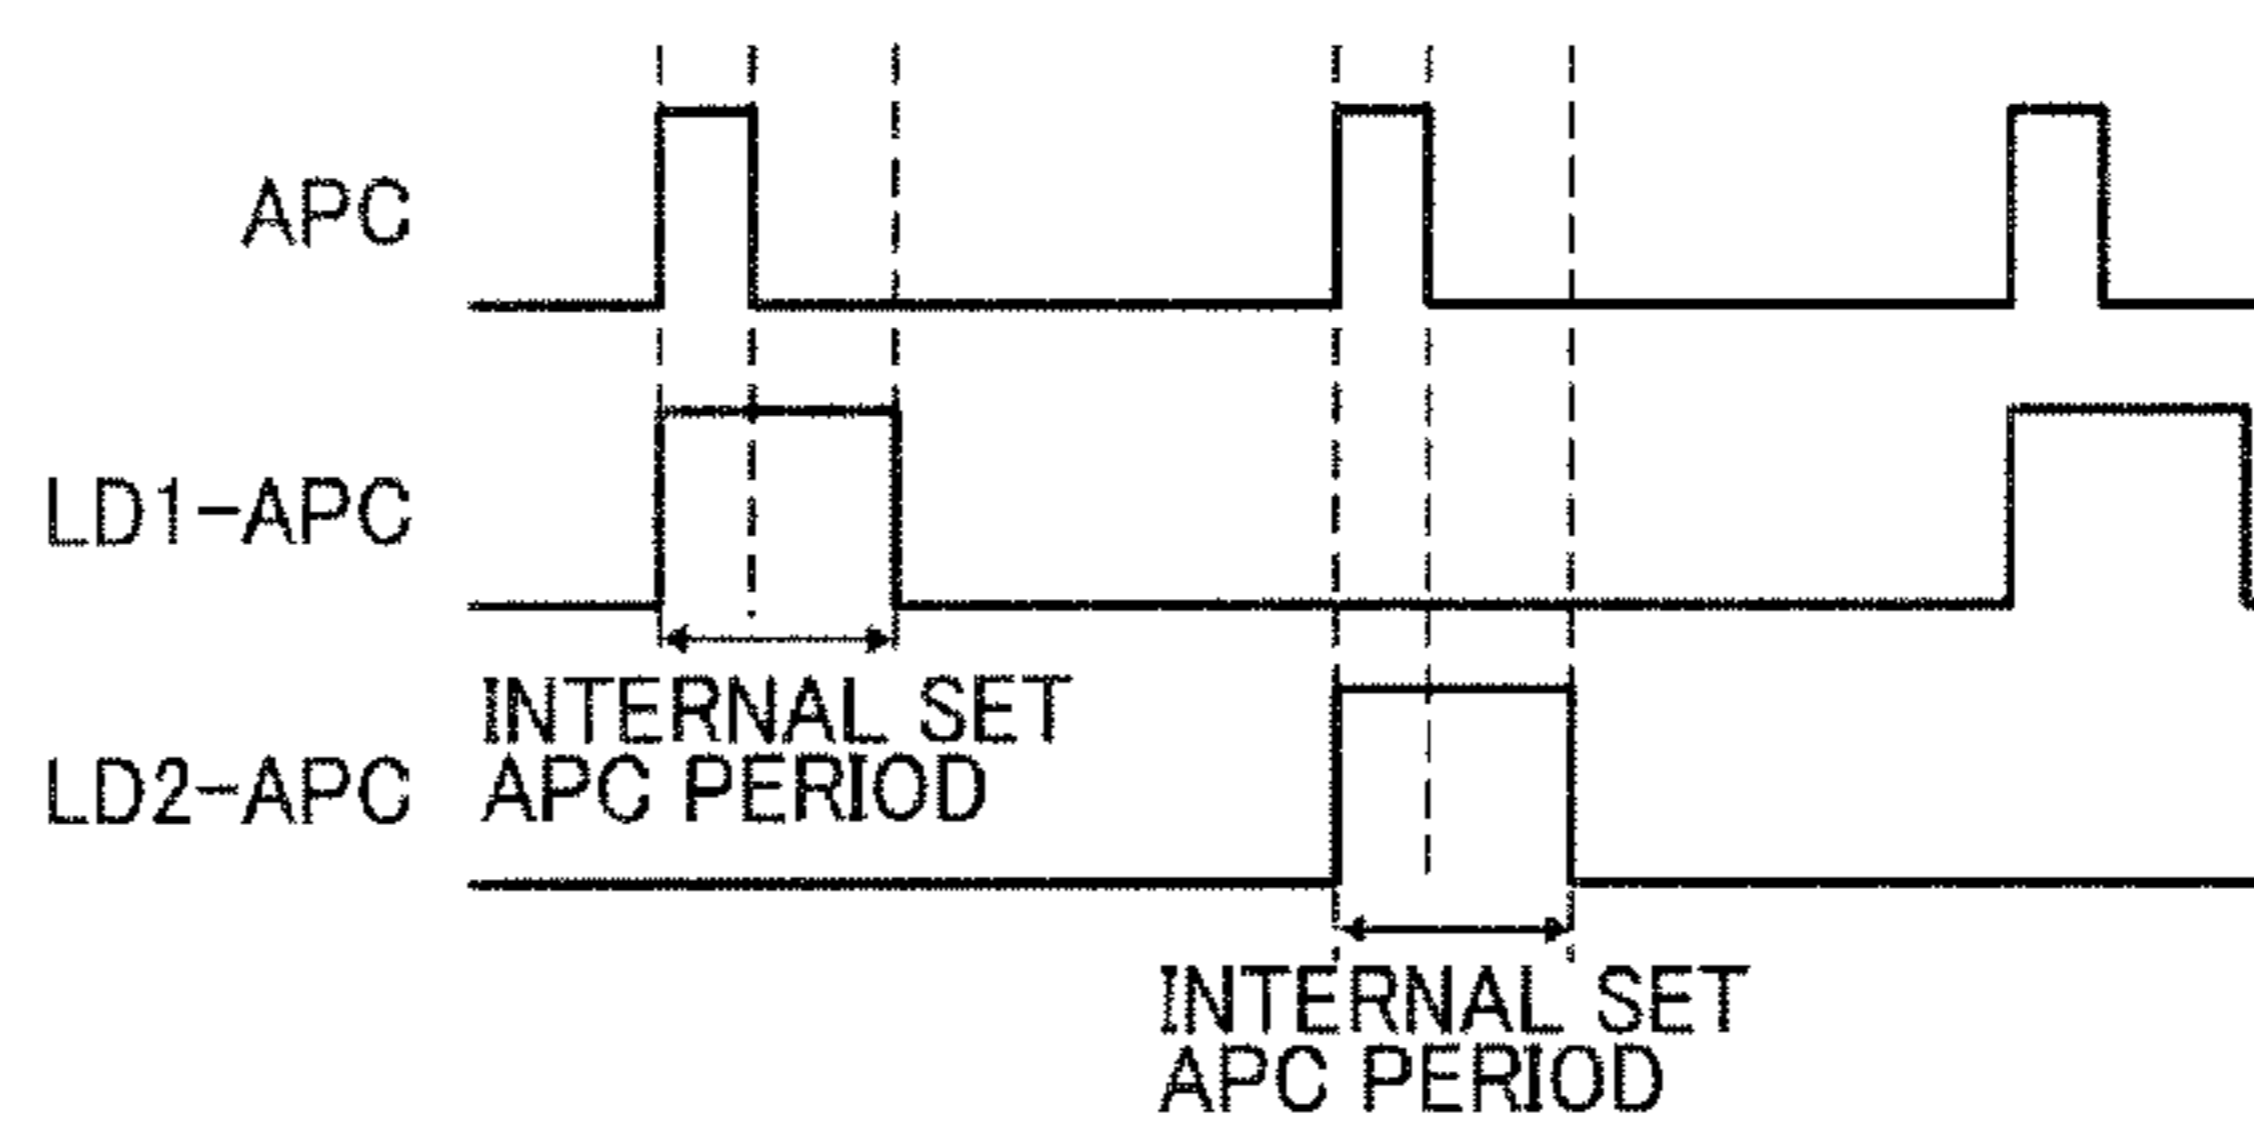 APC
LD1-APC
INTERNAL SET
APC PERIOD
LD2-APC
INTERNAL SET
APC PERIOD